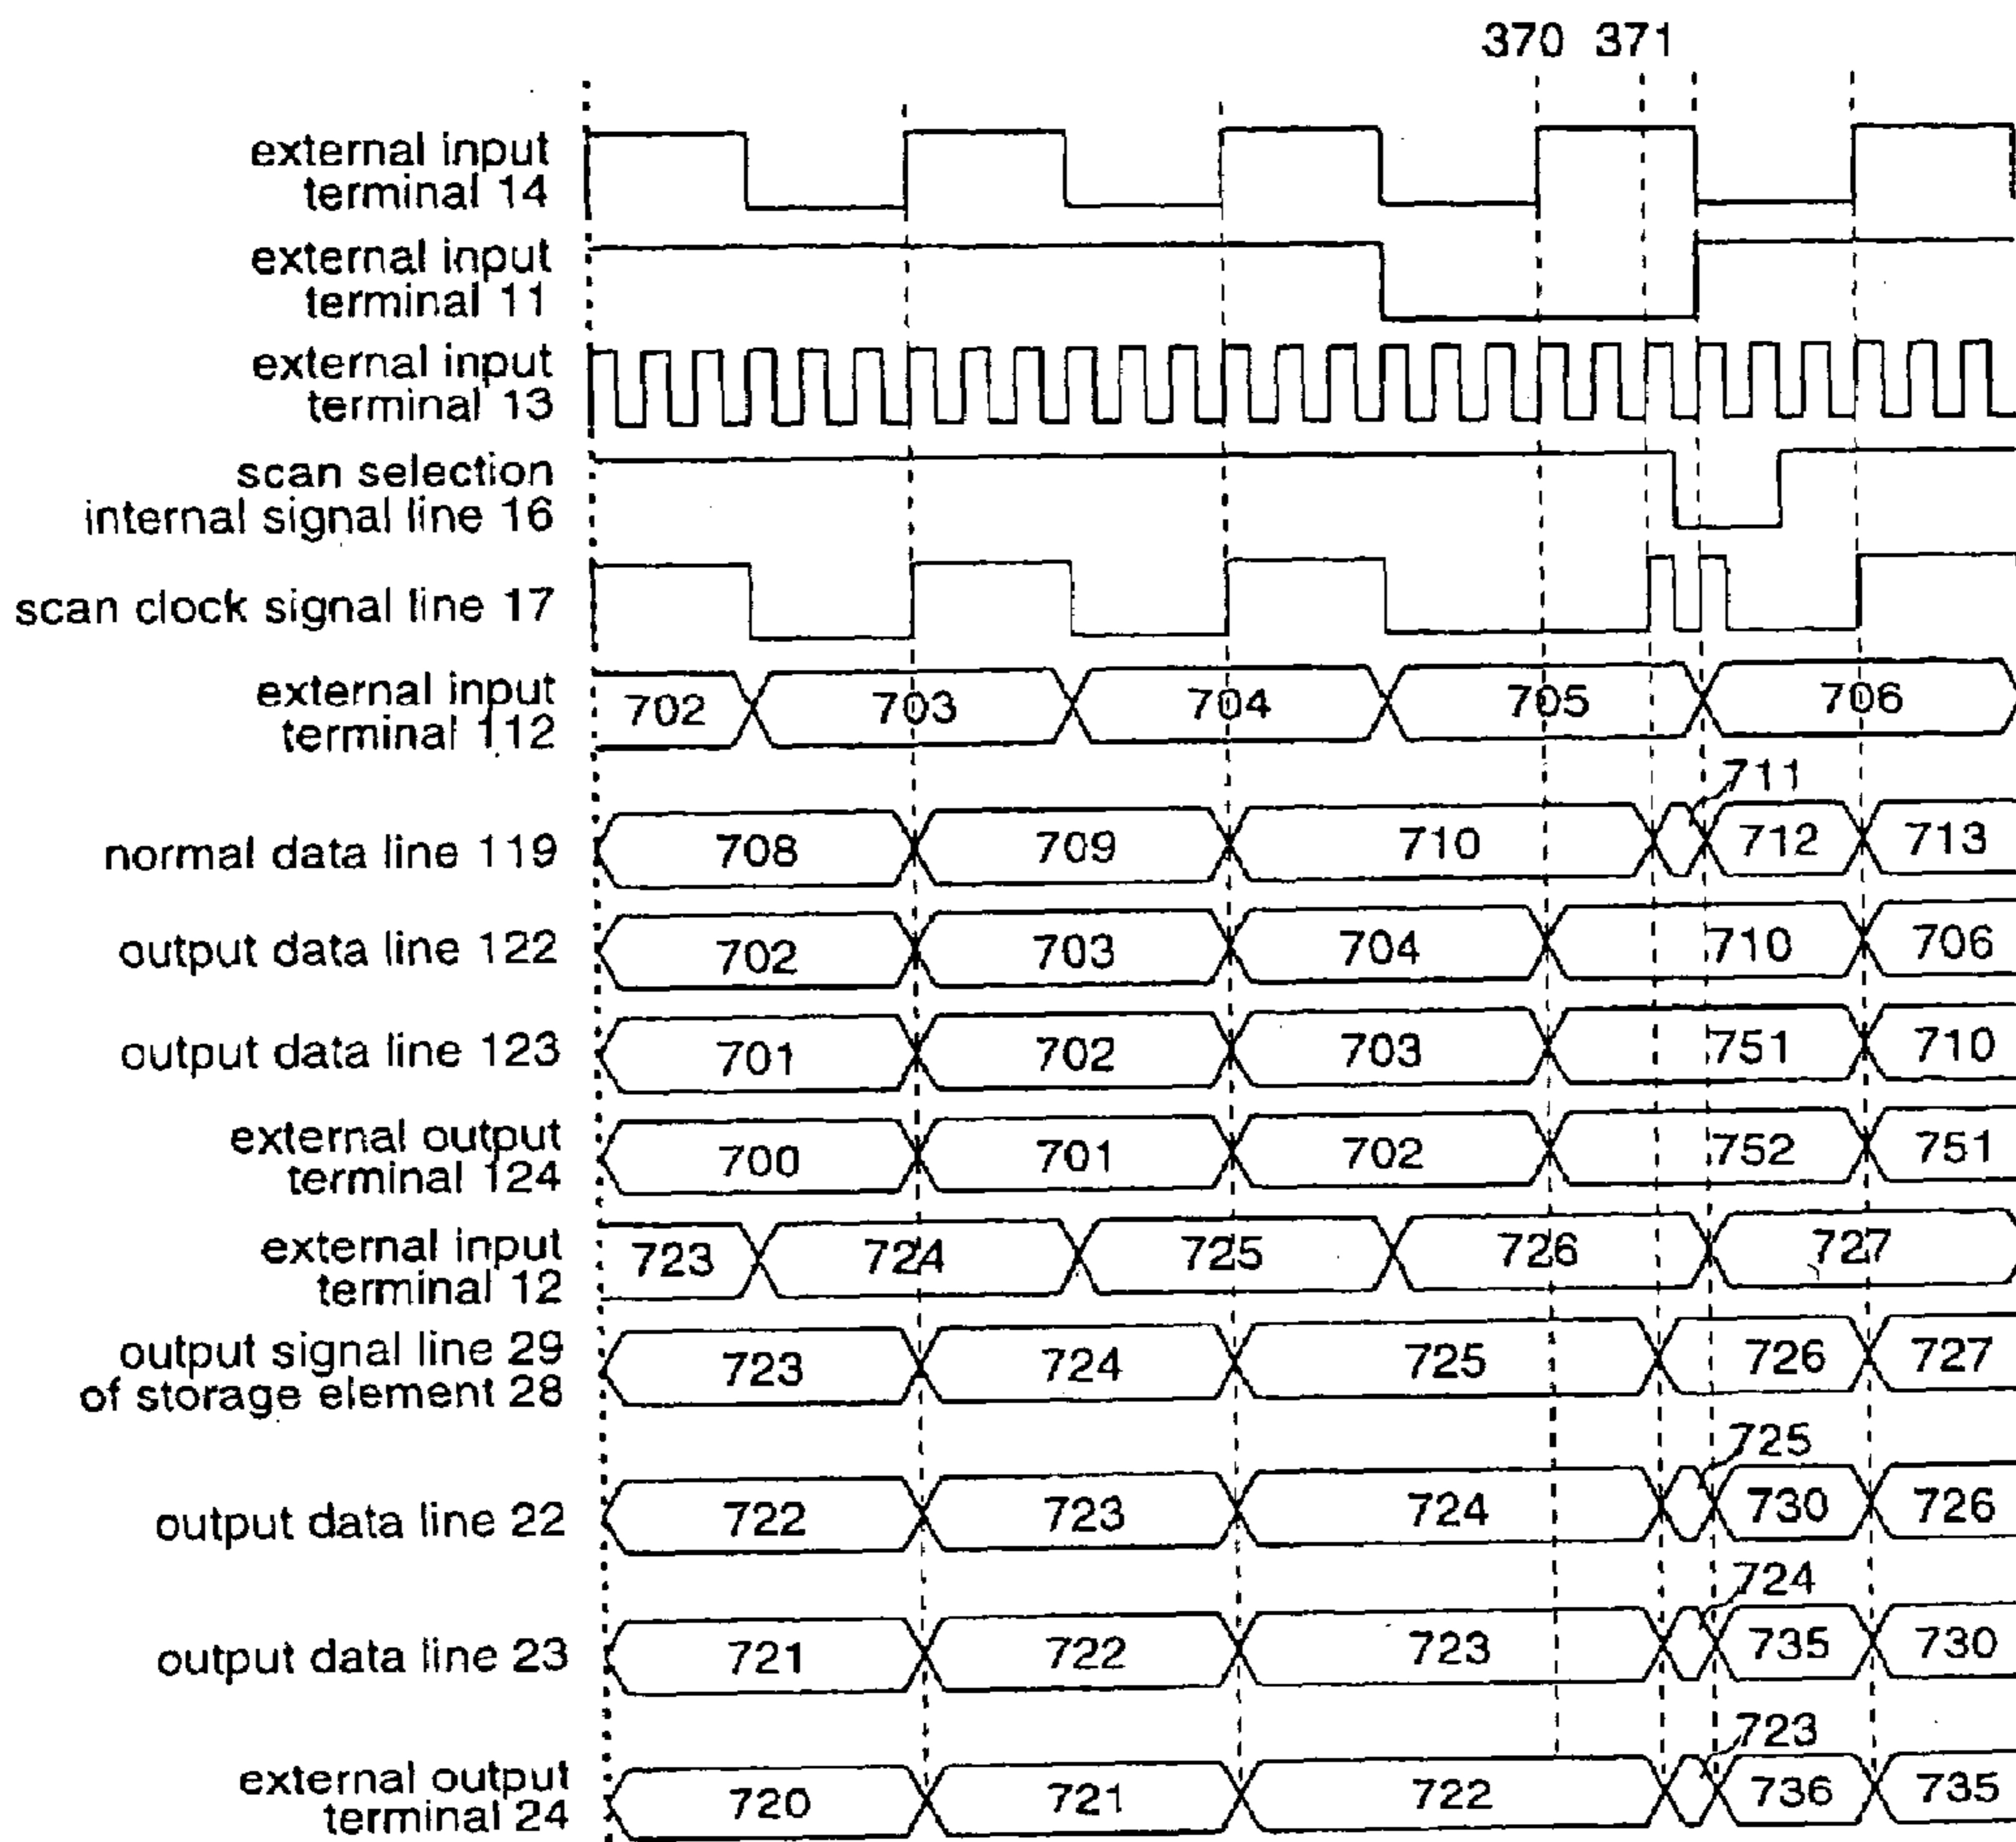 370 371
external input
terminal 14
external input
terminal 11
external input
terminal 13
scan selection
internal signal line 16
scan clock signal line 17
external input
terminal 112
702 703 704 705 706
711
normal data line 119
708 709 710 712 713
output data line 122
702 703 704 710 706
output data line 123
701 702 703 751 710
external output
terminal 124
700 701 702 752 751
external input
terminal 12
723 724 725 726 727
output signal line 29
of storage element 28
723 724 725 726 727
725
output data line 22
722 723 724 730 726
724
output data line 23
721 722 723 735 730
723
external output
terminal 24
720 721 722 736 735